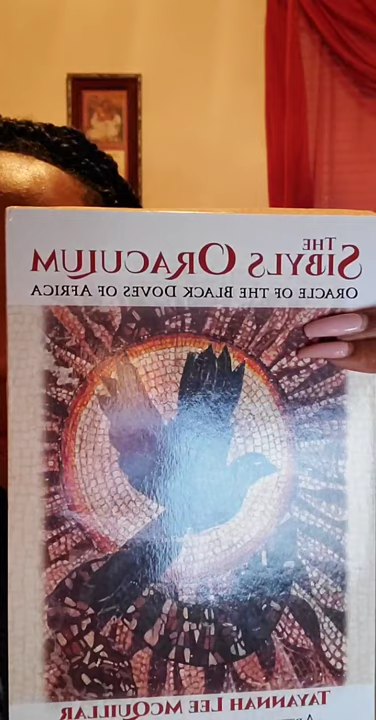 THE
SIBYLS ORACULUM
ORACLE OF THE BLACK DOVES OF AFRICA
TAYANNAH LEE MCQUILLAR